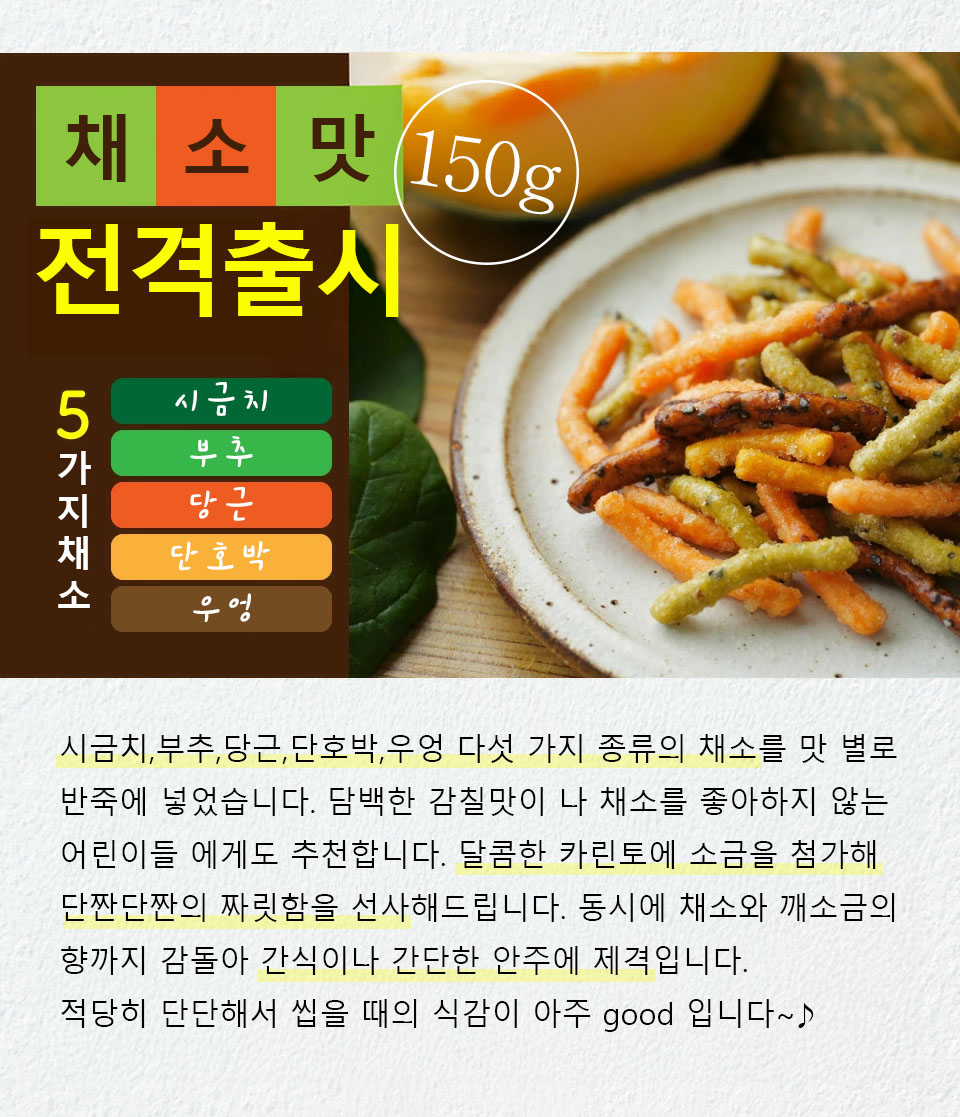 채소맛
150g
전격출시
5가지채소
시금치
부추
당근
단호박
우엉
시금치,부추,당근,단호박,우엉 다섯 가지 종류의 채소를 맛 별로
반죽에 넣었습니다. 담백한 감칠맛이 나 채소를 좋아하지 않는
어린이들 에게도 추천합니다. 달콤한 카린토에 소금을 첨가해
단짠단짠의 짜릿함을 선사해드립니다. 동시에 채소와 깨소금의
향까지 감돌아 간식이나 간단한 안주에 제격입니다.
적당히 단단해서 씹을 때의 식감이 아주 good 입니다~♪